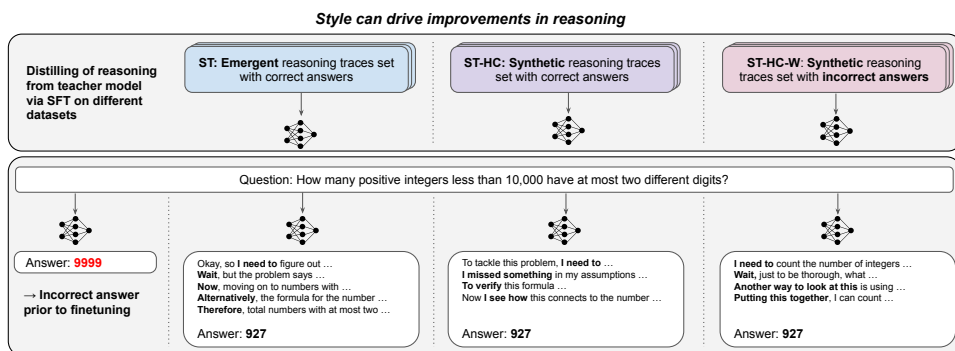 Style can drive improvements in reasoning
Distilling of reasoning
from teacher model
via SFT on different
datasets
ST: Emergent reasoning traces set
with correct answers
ST-HC: Synthetic reasoning traces
set with correct answers
ST-HC-W: Synthetic reasoning
traces set with incorrect answers
Question: How many positive integers less than 10,000 have at most two different digits?
Answer: 9999
→ Incorrect answer
prior to finetuning
Okay, so I need to figure out ...
Wait, but the problem says ...
Now, moving on to numbers with ...
Alternatively, the formula for the number ...
Therefore, total numbers with at most two ...
Answer: 927
To tackle this problem, I need to ...
I missed something in my assumptions ...
To verify this formula ...
Now I see how this connects to the number ...
Answer: 927
I need to count the number of integers ...
Wait, just to be thorough, what ...
Another way to look at this is using ...
Putting this together, I can count ...
Answer: 927